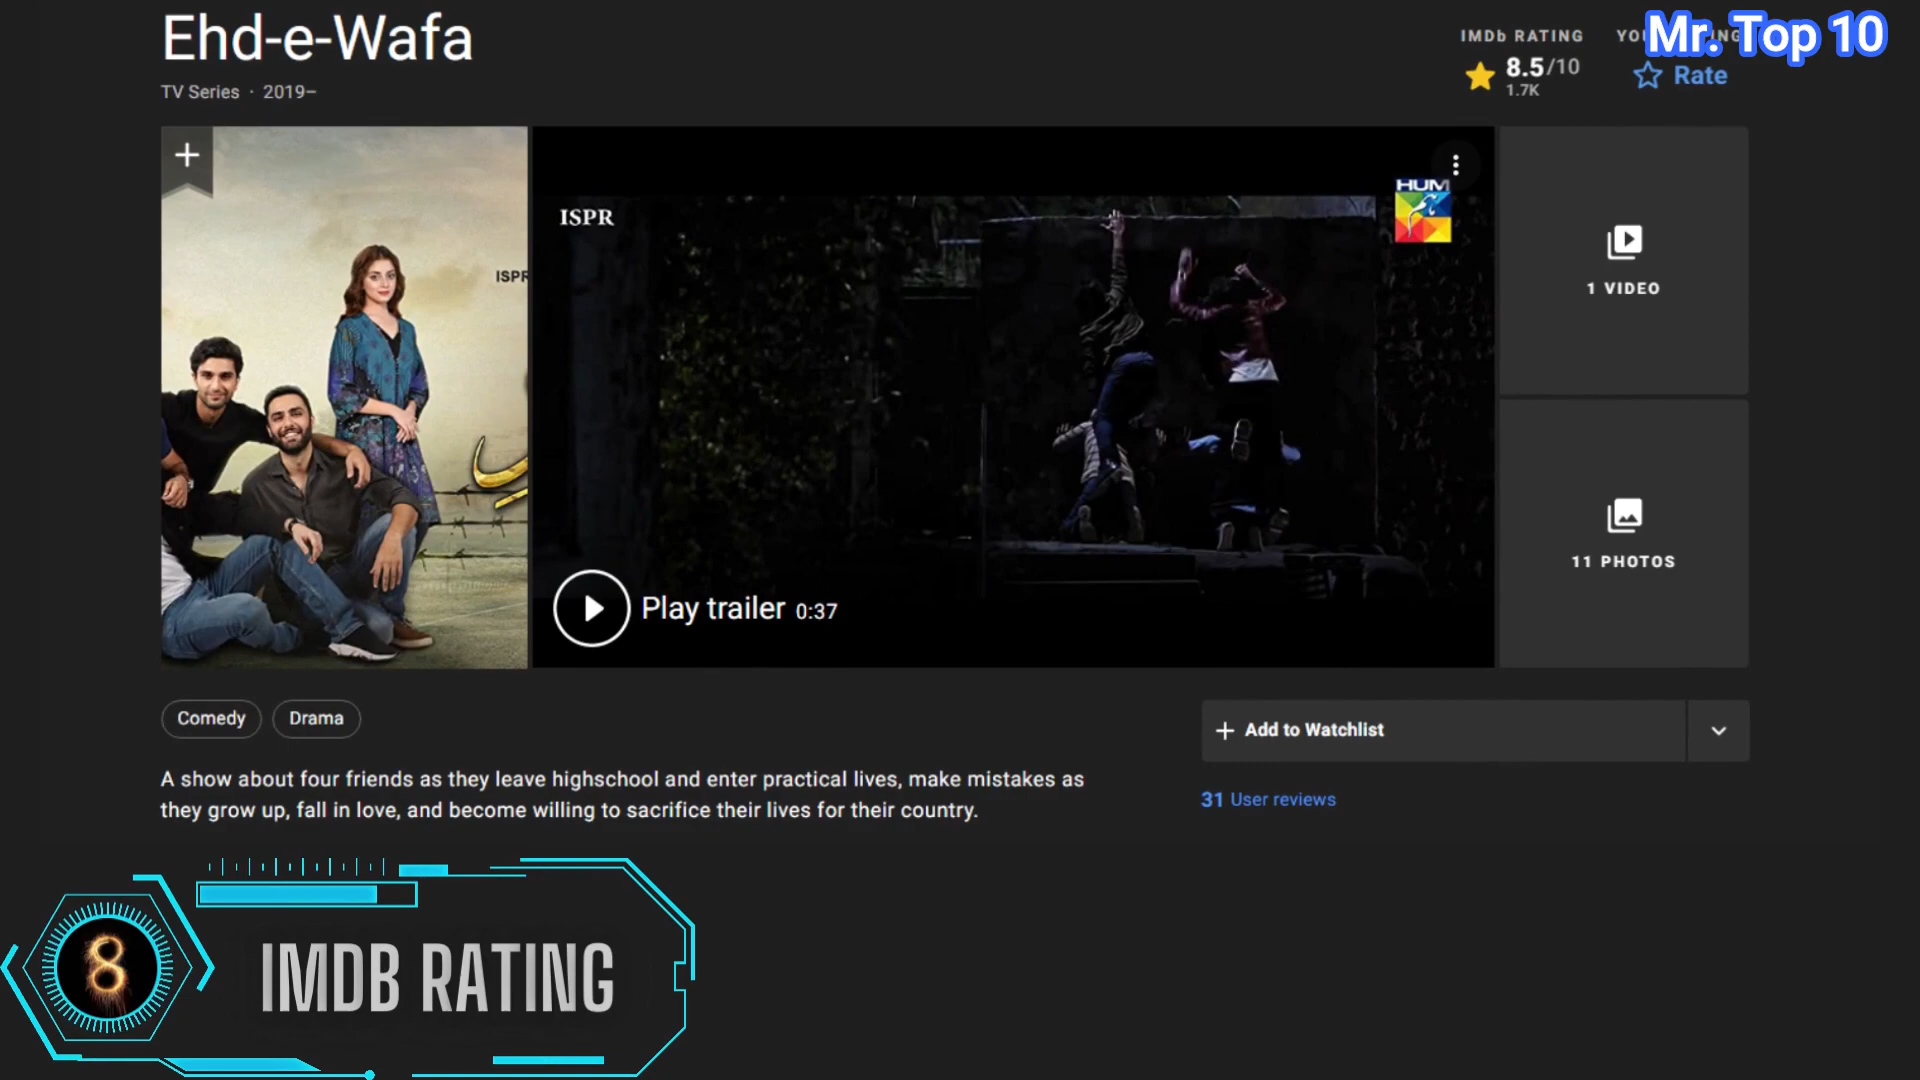 Ehd-e-Wafa
TV Series · 2019–
IMDb RATING
8.5/10
1.7K
Mr. Top 10
Rate
ISPR
ISPR
HUM
1 VIDEO
11 PHOTOS
Play trailer 0:37
Comedy
Drama
Add to Watchlist
A show about four friends as they leave highschool and enter practical lives, make mistakes as
they grow up, fall in love, and become willing to sacrifice their lives for their country.
31 User reviews
8
IMDB RATING